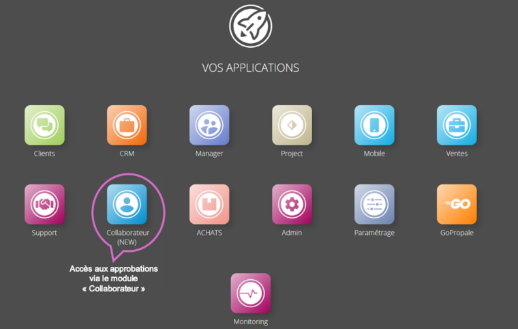 VOS APPLICATIONS
Clients
CRM
Manager
Project
Mobile
Ventes
Support
Collaborateur
(NEW)
ACHATS
Admin
Paramétrage
GO
GoPropale
Accès aux approbations
via le module
« Collaborateur »
Monitoring